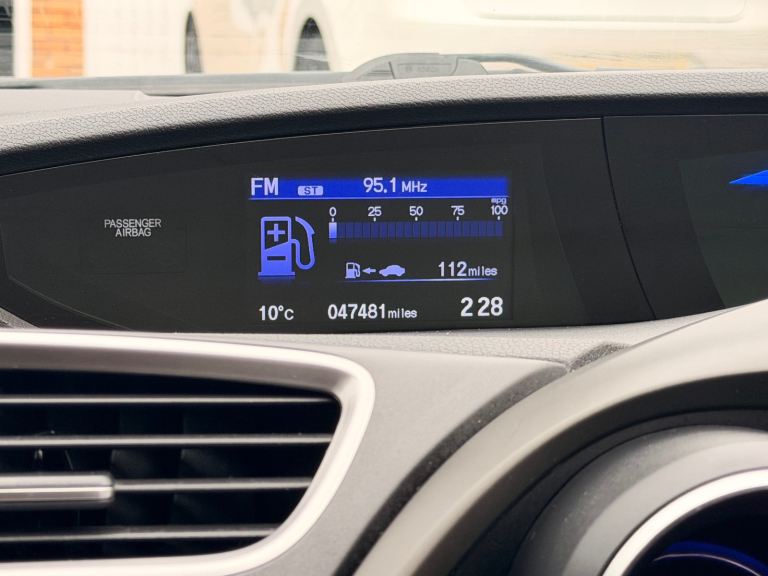 FM ST 95.1 MHz
mpg
0 25 50 75 100
PASSENGER
AIRBAG
112 miles
10°C 047481 miles 2 28